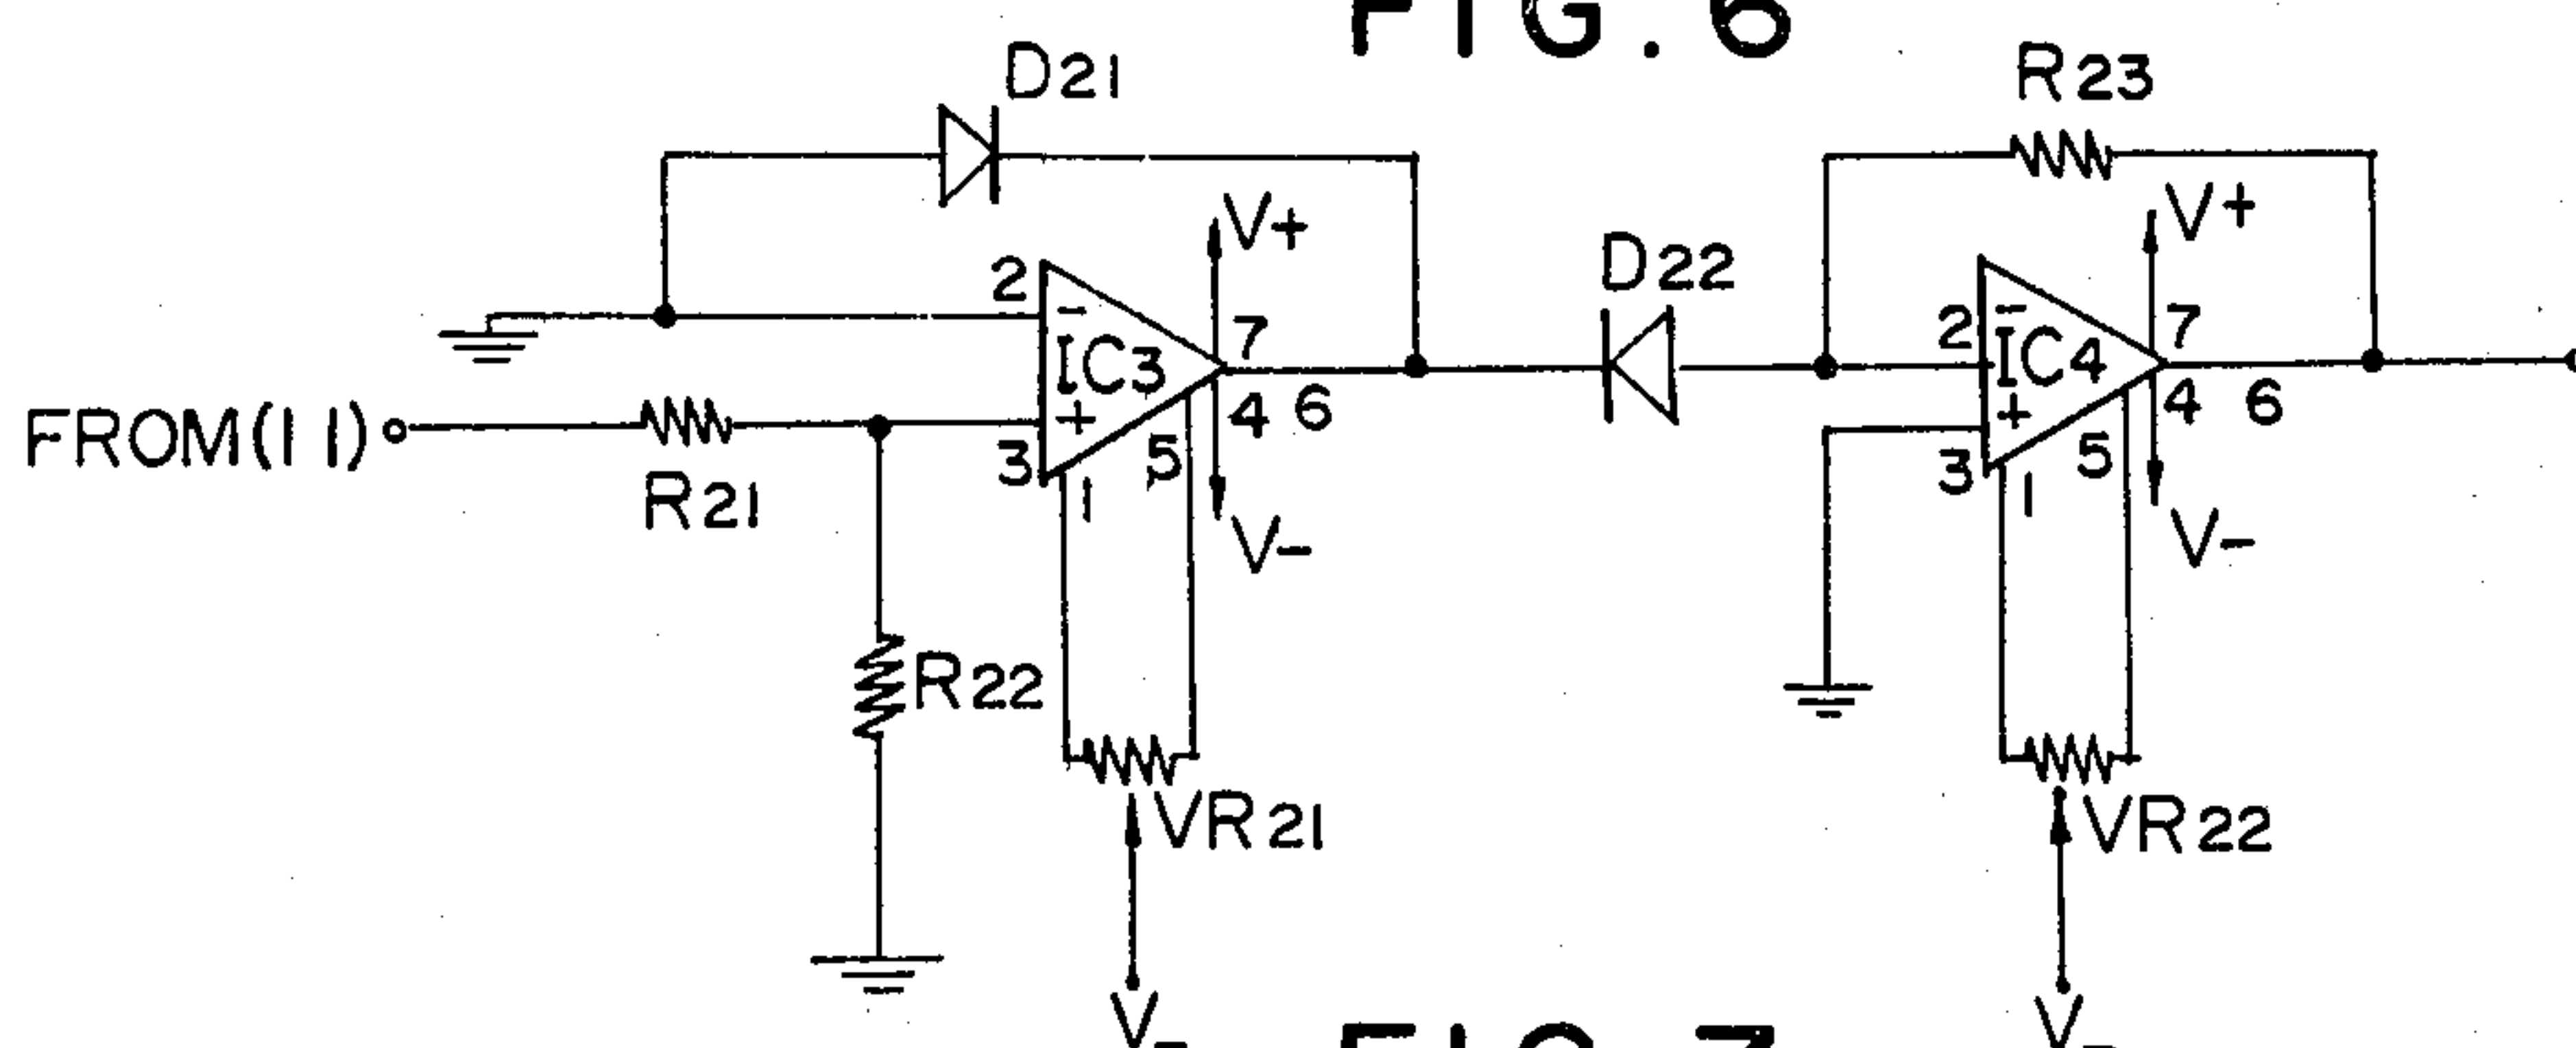 FIG. 6
D21
R23
V+
V+
D22
2
-
7
IC3
2
-
7
IC4
FROM(11)
+
4
6
+
4
6
3
5
3
5
R21
1
1
V-
V-
R22
VR21
VR22
V-
V-
FIG. 7